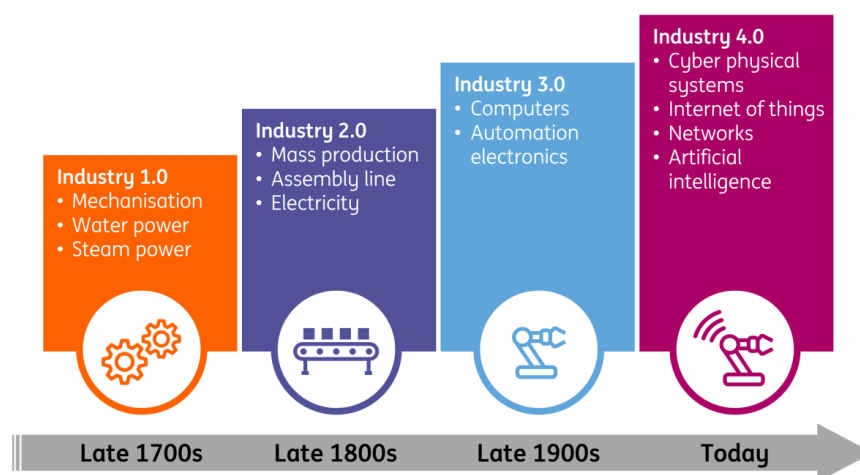 Industry 1.0
• Mechanisation
• Water power
• Steam power
Industry 2.0
• Mass production
• Assembly line
• Electricity
Industry 3.0
• Computers
• Automation
electronics
Industry 4.0
• Cyber physical
systems
• Internet of things
• Networks
• Artificial
intelligence
Late 1700s
Late 1800s
Late 1900s
Today